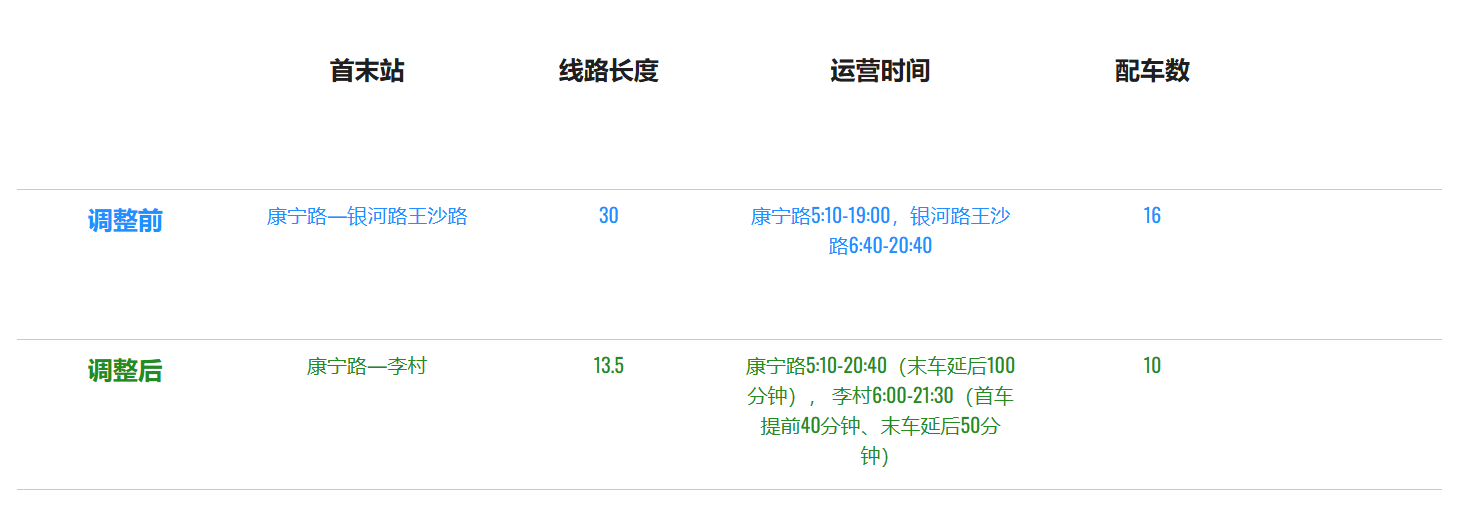 首末站 线路长度 运营时间 配车数
调整前 康宁路—银河路王沙路 30 康宁路5:10-19:00，银河路王沙 16
路6:40-20:40
调整后 康宁路—李村 13.5 康宁路5:10-20:40（末车延后100 10
分钟），李村6:00-21:30（首车
提前40分钟、末车延后50分
钟）